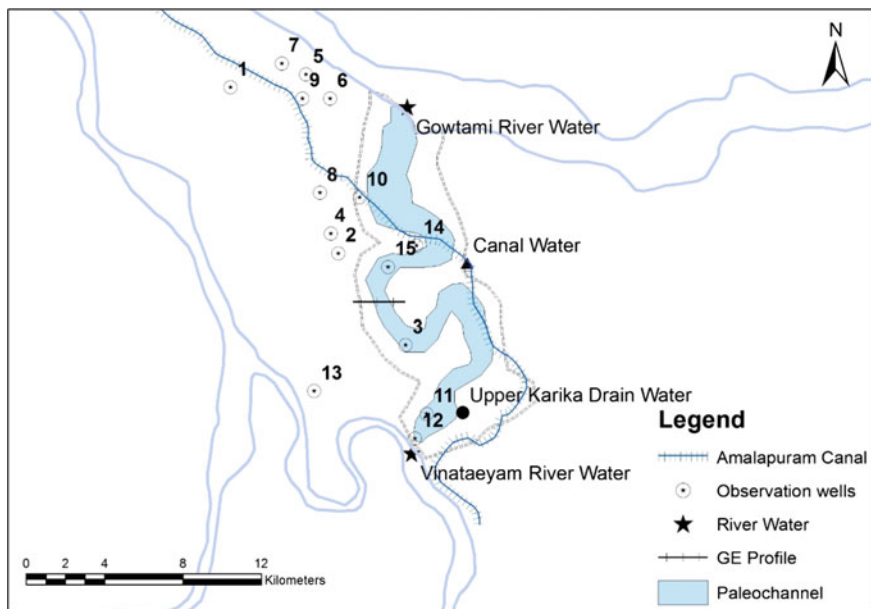 N
7
5
1
9
6
Gowtami River Water
8
10
4
14
2
15
Canal Water
3
13
11
Upper Karika Drain Water
12
Vinataeyam River Water
Legend
Amalapuram Canal
Observation wells
River Water
GE Profile
Paleochannel
0 2 4 8 12
Kilometers